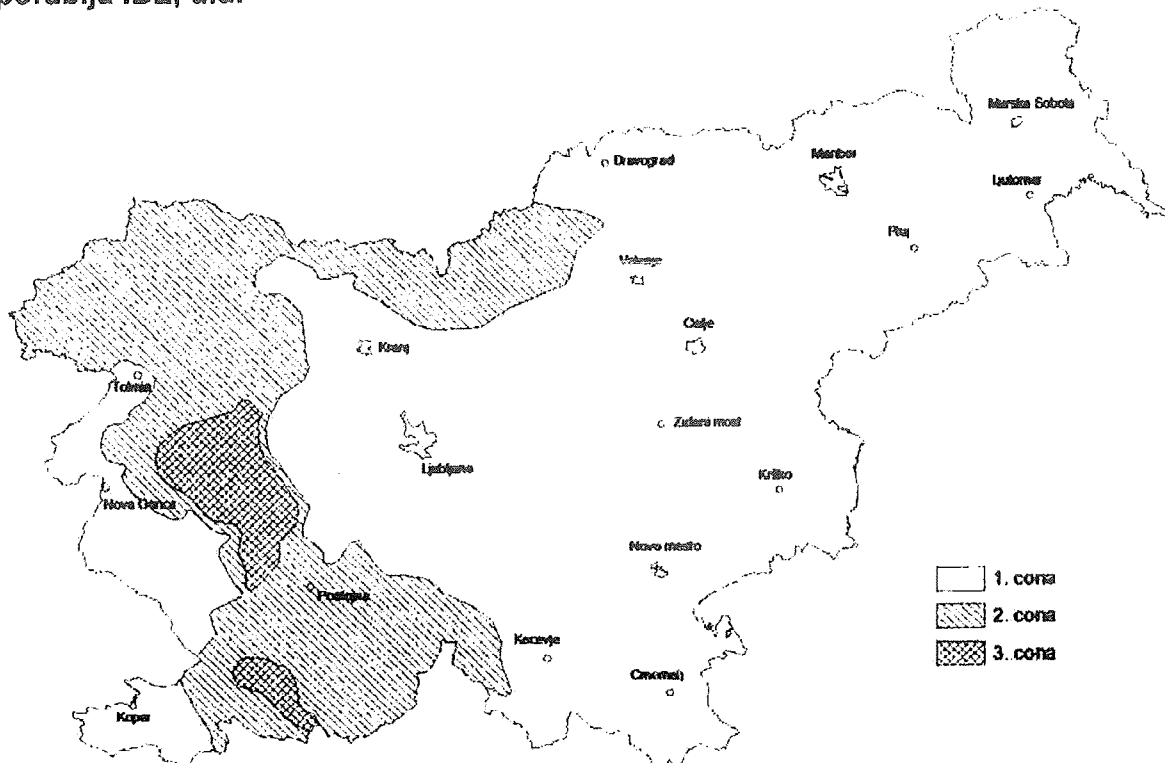 Murska Sobota
Maribor
Dravograd
Ljutomer
Ptuj
Velenje
Celje
Kranj
Tolmin
Zidani most
Ljubljana
Krško
Nova Gorica
Novo mesto
1. cona
Postojna
2. cona
Kočevje
3. cona
Črnomelj
Koper